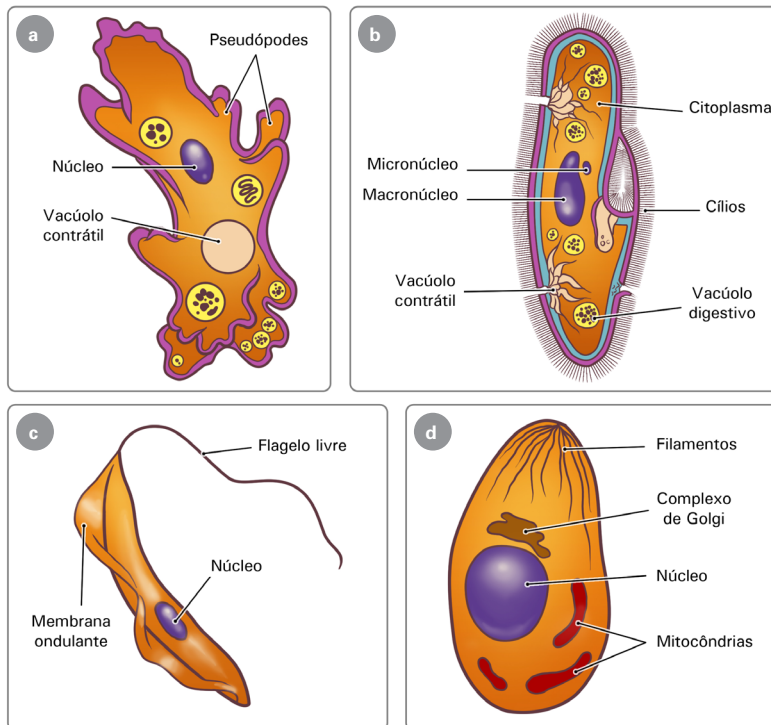 a
Pseudópodes
Núcleo
Vacúolo
contrátil
b
Citoplasma
Micronúcleo
Macronúcleo
Cílios
Vacúolo
contrátil
Vacúolo
digestivo
c
Flagelo livre
Núcleo
Membrana
ondulante
d
Filamentos
Complexo
de Golgi
Núcleo
Mitocôndrias